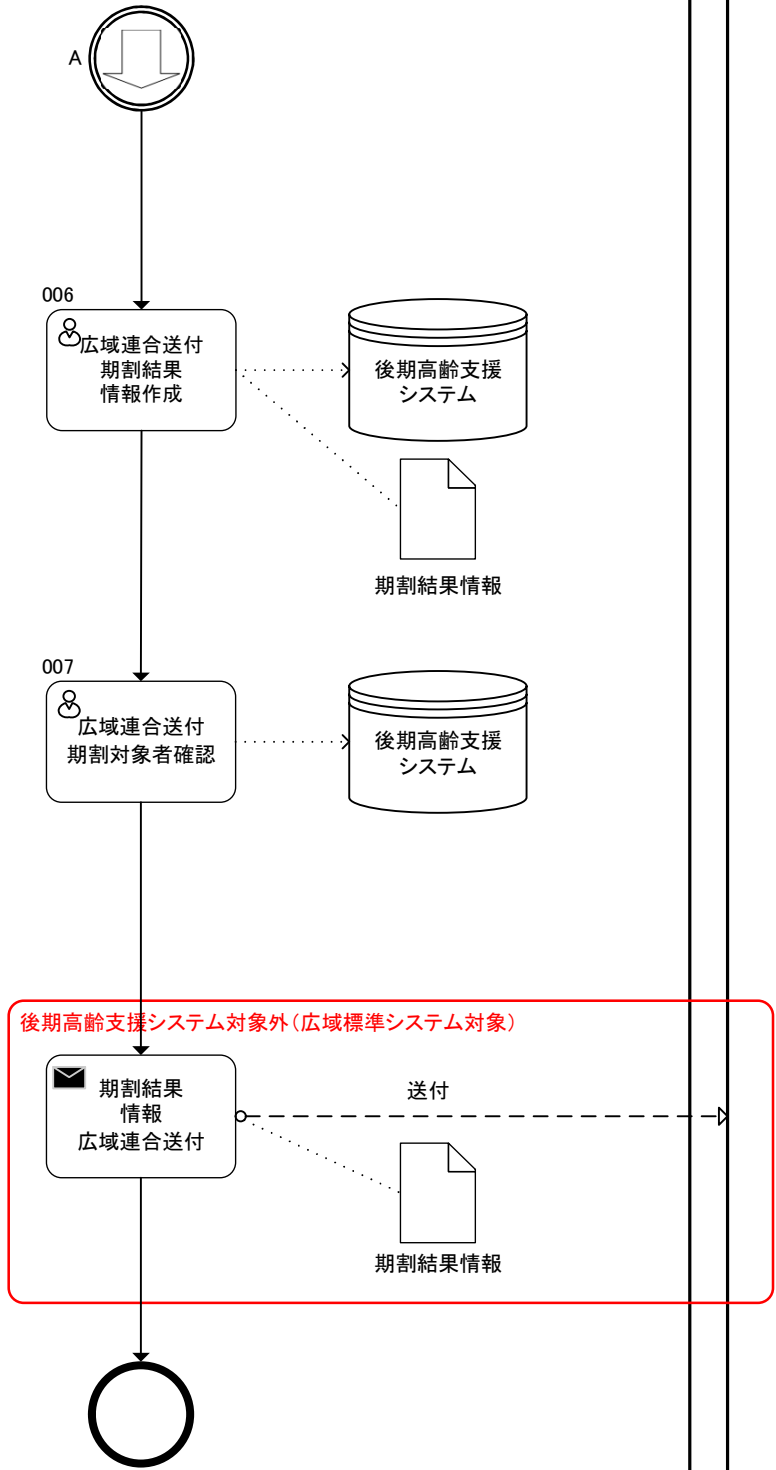 A
006
広域連合送付
期割結果
情報作成
後期高齢支援
システム
期割結果情報
007
広域連合送付
期割対象者確認
後期高齢支援
システム
後期高齢支援システム対象外(広域標準システム対象)
期割結果
情報
広域連合送付
送付
期割結果情報